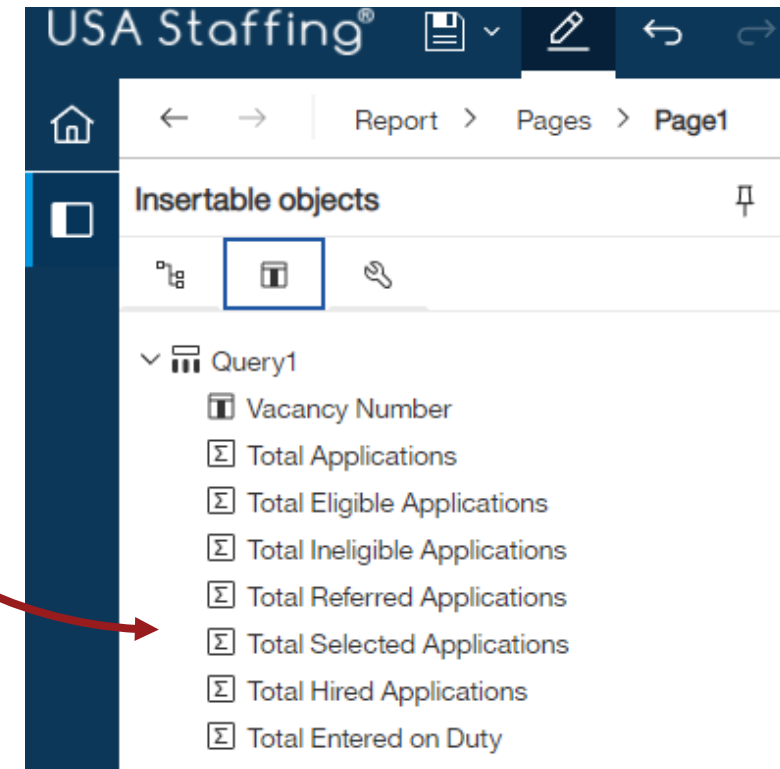 USA Staffing®
Report > Pages > Page1
Insertable objects
Query1
Vacancy Number
Total Applications
Total Eligible Applications
Total Ineligible Applications
Total Referred Applications
Total Selected Applications
Total Hired Applications
Total Entered on Duty